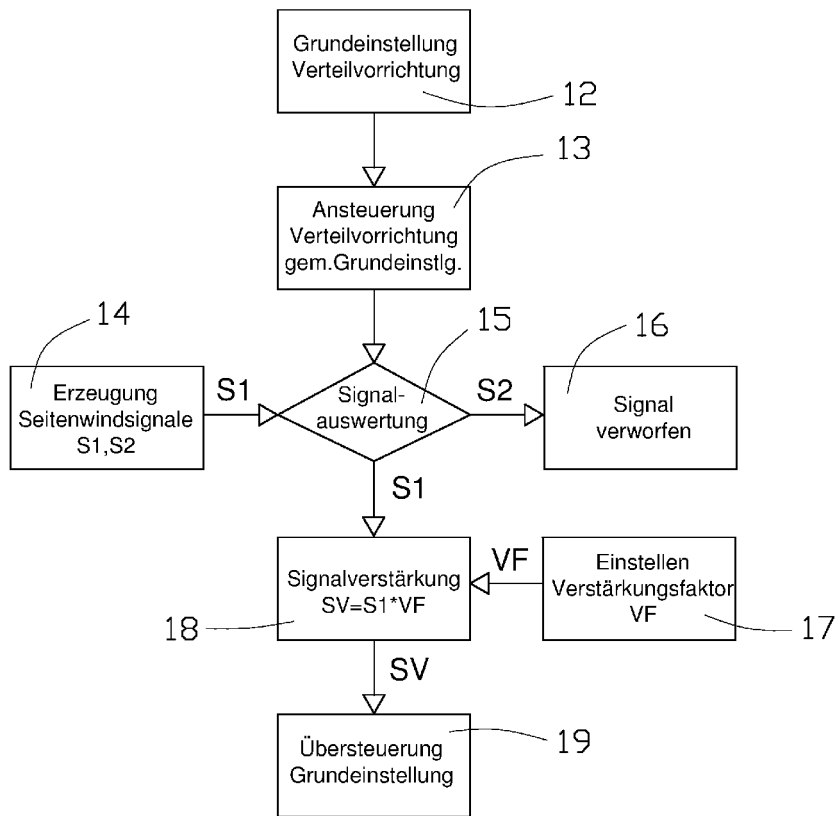 Grundeinstellung
Verteilvorrichtung
12
13
Ansteuerung
Verteilvorrichtung
gem.Grundeinstlg.
14
15
16
Erzeugung
Seitenwindsignale
S1,S2
S1
Signal-
auswertung
S2
Signal
verworfen
S1
Signalverstärkung
SV=S1*VF
18
VF
Einstellen
Verstärkungsfaktor
VF
17
SV
Übersteuerung
Grundeinstellung
19